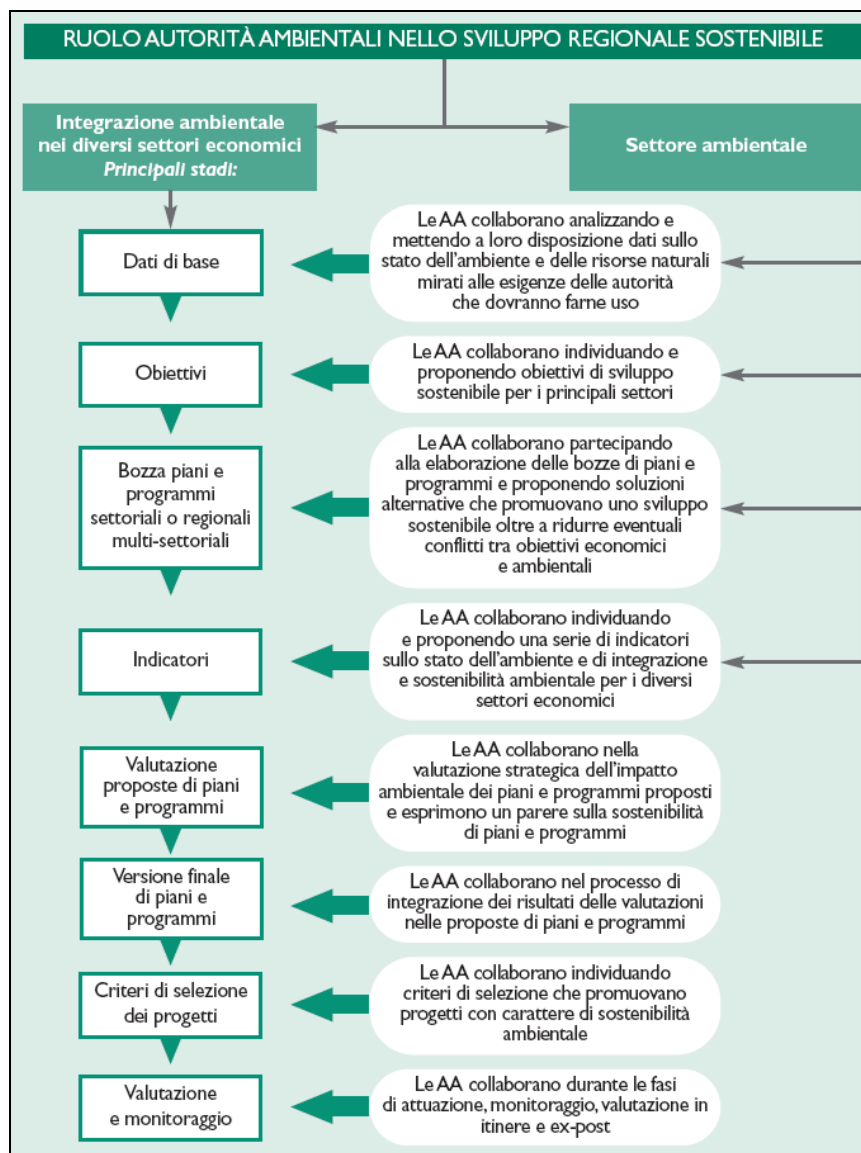 RUOLO AUTORITÀ AMBIENTALI NELLO SVILUPPO REGIONALE SOSTENIBILE
Integrazione ambientale
nei diversi settori economici
Principali stadi:
Settore ambientale
Dati di base
Le AA collaborano analizzando e
mettendo a loro disposizione dati sullo
stato dell'ambiente e delle risorse naturali
mirati alle esigenze delle autorità
che dovranno farne uso
Obiettivi
Le AA collaborano individuando e
proponendo obiettivi di sviluppo
sostenibile per i principali settori
Bozza piani e
programmi
settoriali o regionali
multi-settoriali
Le AA collaborano partecipando
alla elaborazione delle bozze di piani e
programmi e proponendo soluzioni
alternative che promuovano uno sviluppo
sostenibile oltre a ridurre eventuali
conflitti tra obiettivi economici
e ambientali
Indicatori
Le AA collaborano individuando
e proponendo una serie di indicatori
sullo stato dell'ambiente e di integrazione
e sostenibilità ambientale per i diversi
settori economici
Valutazione
proposte di piani
e programmi
Le AA collaborano nella
valutazione strategica dell'impatto
ambientale dei piani e programmi proposti
e esprimono un parere sulla sostenibilità
di piani e programmi
Versione finale
di piani e
programmi
Le AA collaborano nel processo di
integrazione dei risultati delle valutazioni
nelle proposte di piani e programmi
Criteri di selezione
dei progetti
Le AA collaborano individuando
criteri di selezione che promuovano
progetti con carattere di sostenibilità
ambientale
Valutazione
e monitoraggio
Le AA collaborano durante le fasi
di attuazione, monitoraggio, valutazione in
itinere e ex-post